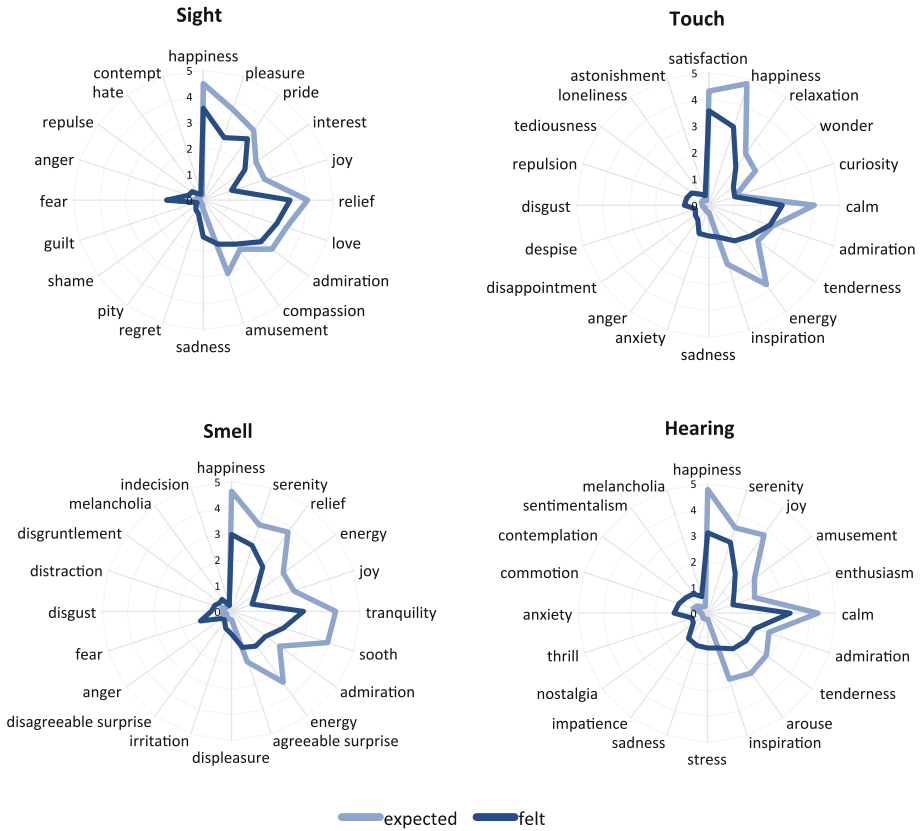 Sight
happiness
contempt
pleasure
hate
pride
repulse
interest
anger
joy
fear
relief
guilt
love
shame
admiration
pity
compassion
regret
amusement
sadness
5
4
3
2
1
0
Touch
satisfaction
astonishment
happiness
loneliness
relaxation
tediousness
wonder
repulsion
curiosity
disgust
calm
despise
admiration
disappointment
tenderness
anger
energy
anxiety
inspiration
sadness
5
4
3
2
1
0
Smell
happiness
indecision
serenity
melancholia
relief
disgruntlement
energy
distraction
joy
disgust
tranquility
fear
sooth
anger
admiration
disagreeable surprise
energy
irritation
agreeable surprise
displeasure
5
4
3
2
1
0
Hearing
happiness
melancholia
serenity
sentimentalism
joy
contemplation
amusement
commotion
enthusiasm
anxiety
calm
thrill
admiration
nostalgia
tenderness
impatience
arouse
sadness
inspiration
stress
5
4
3
2
1
0
expected
felt